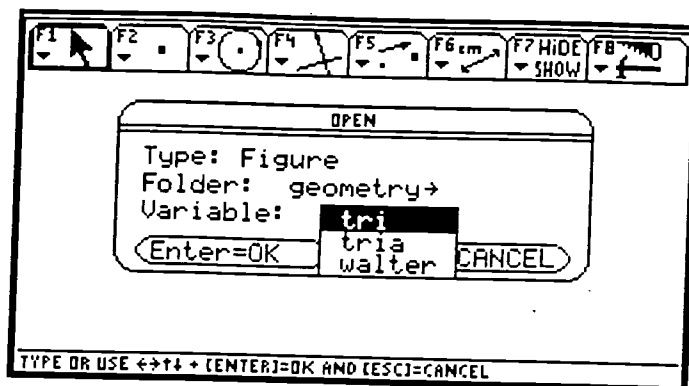 F1 F2 F3 F4 F5 F6 cm F7 HIDE SHOW F8
OPEN
Type: Figure
Folder: geometry→
Variable: tri
tria
walter
Enter=OK CANCEL
TYPE OR USE ←→↑↓ + [ENTER]=OK AND [ESC]=CANCEL